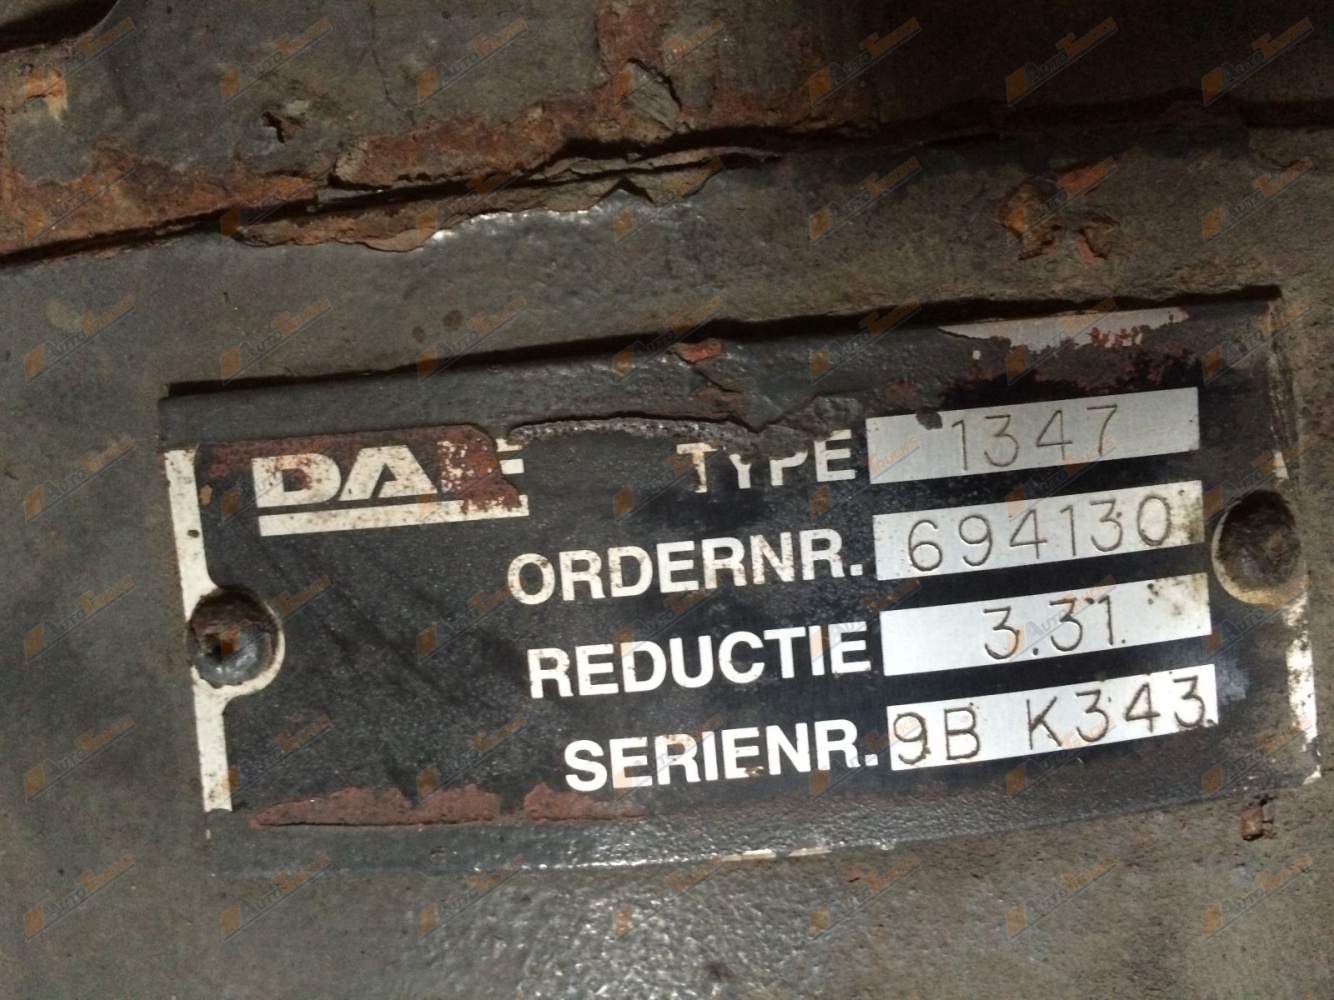 DAF TYPE 1347
ORDERNR. 694130
REDUCTIE 3.31
SERIENR. 9B K343